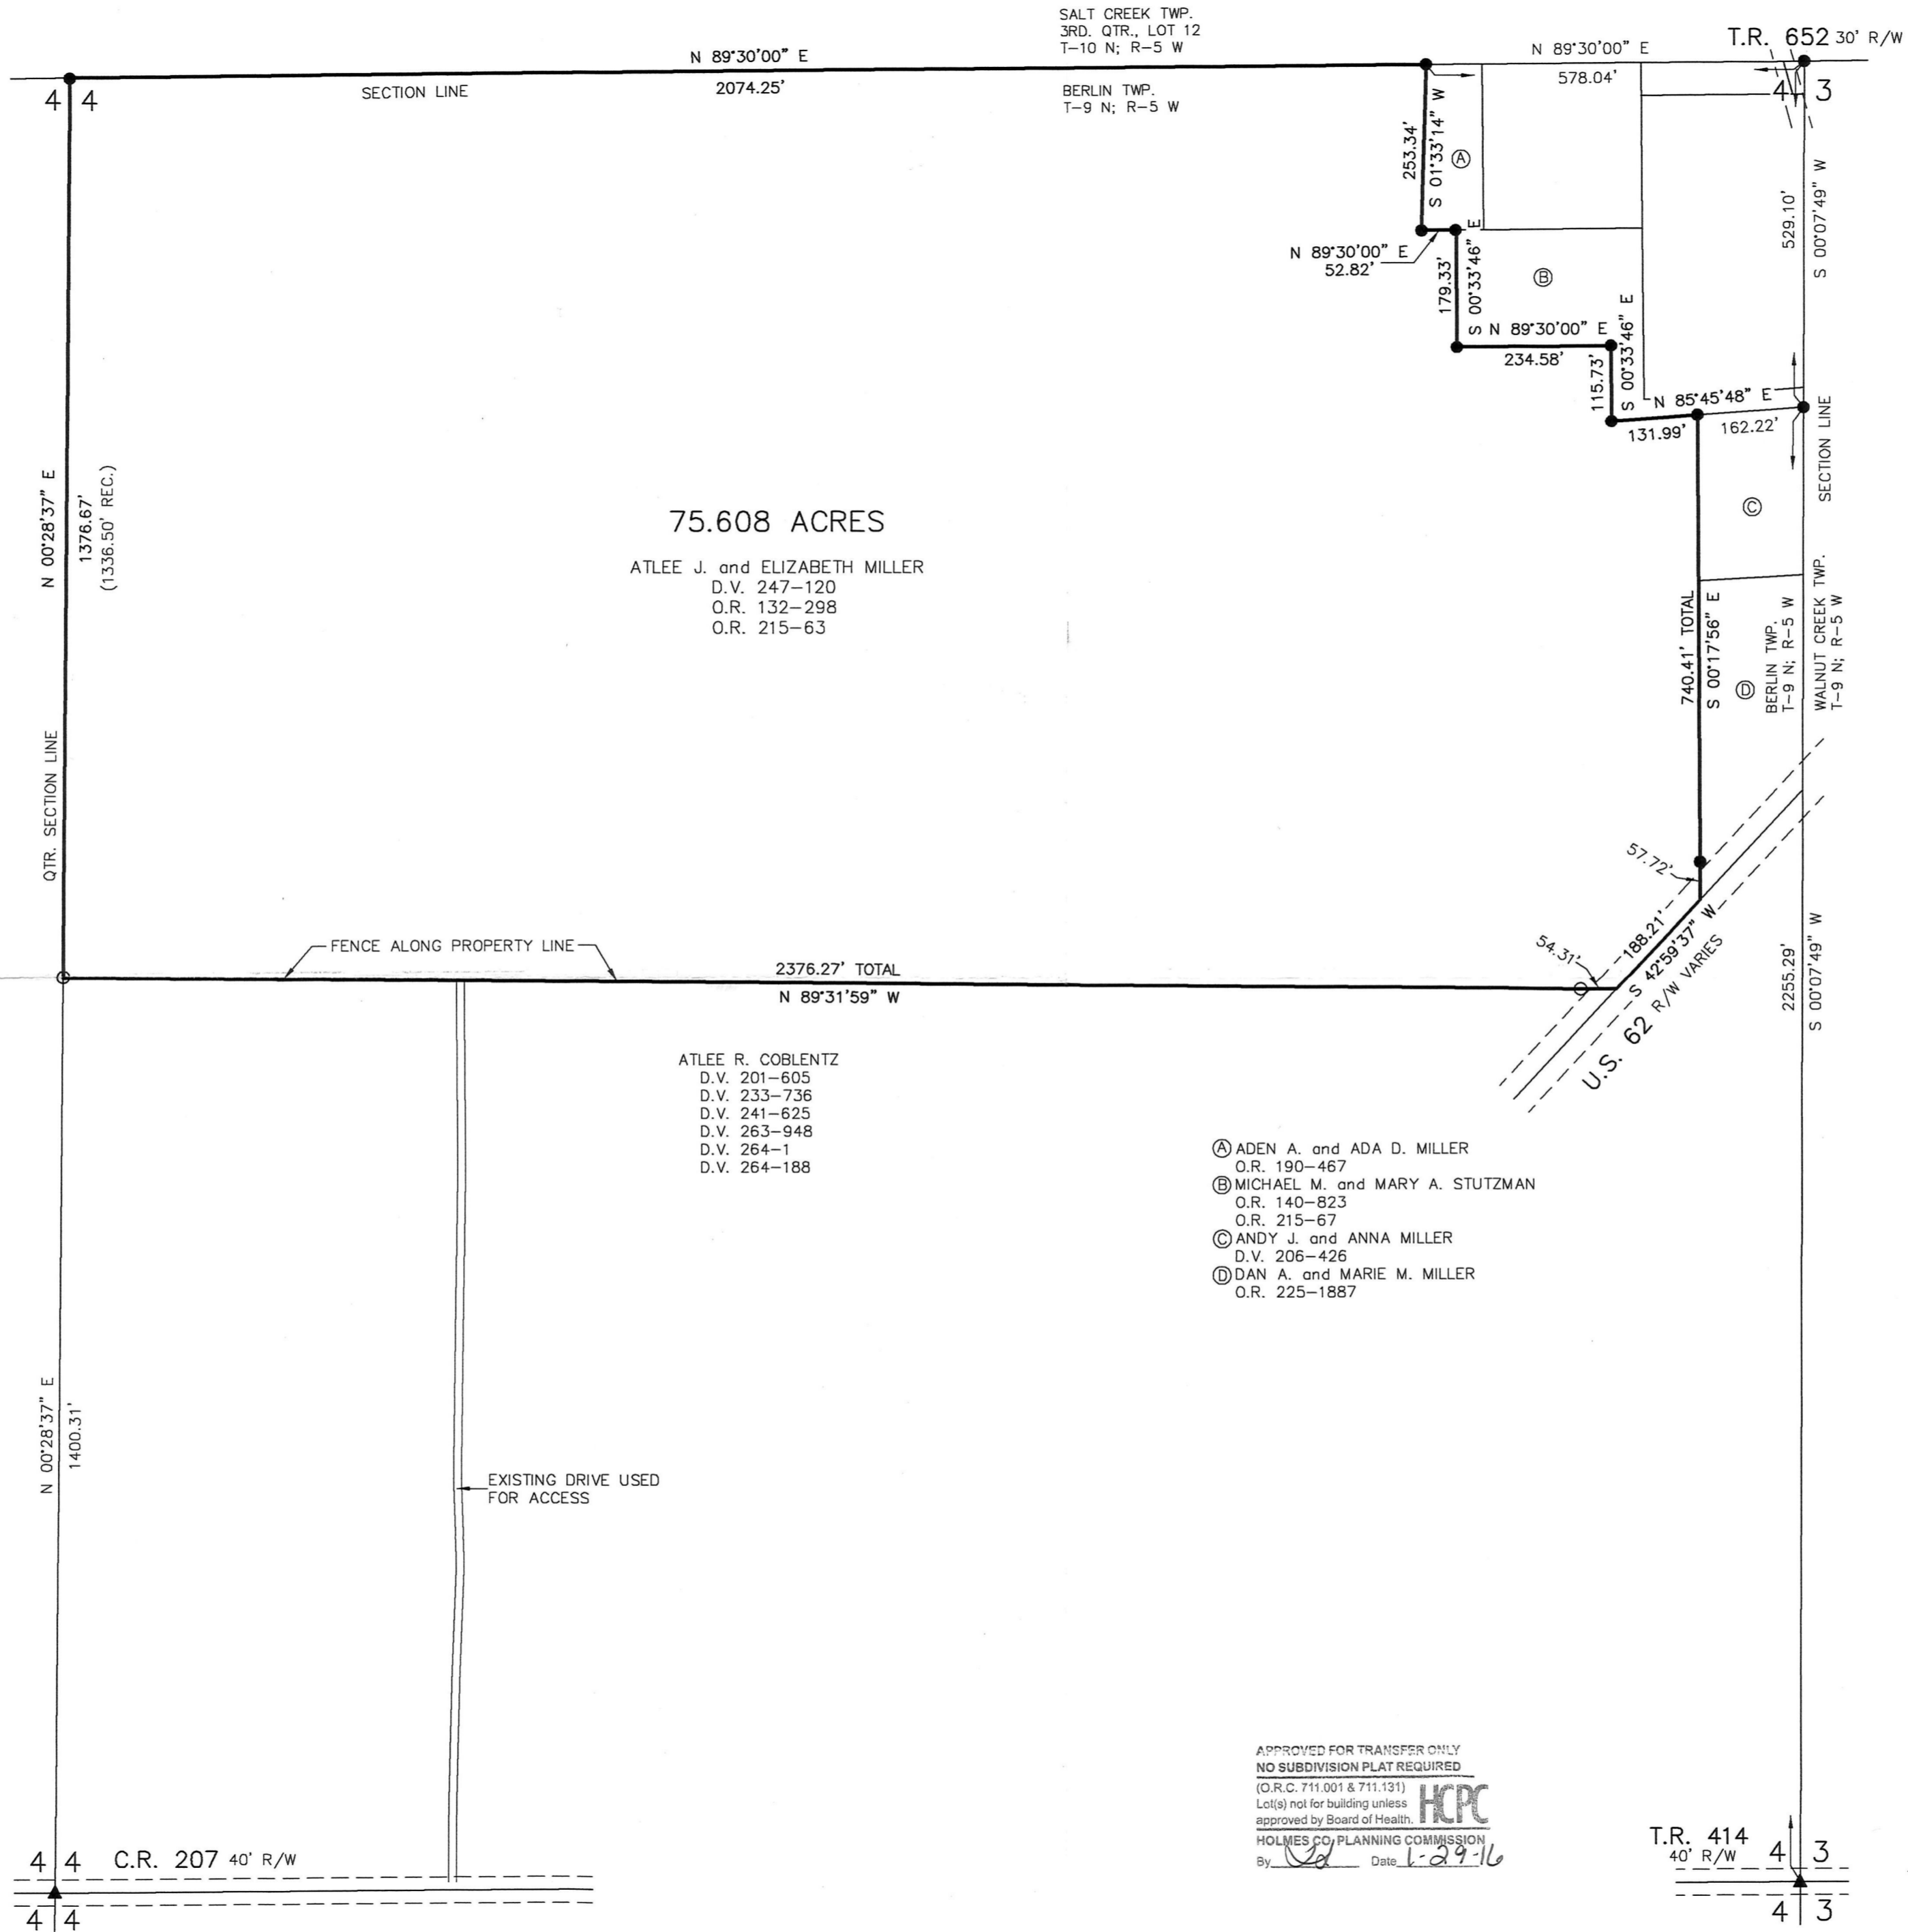 SALT CREEK TWP.
3RD. QTR., LOT 12
T-10 N; R-5 W
N 89°30'00" E
2074.25'
SECTION LINE
BERLIN TWP.
T-9 N; R-5 W
N 89°30'00" E
578.04'
T.R. 652 30' R/W
4 4
4 3
253.34'
S 01°33'14" W
Ⓐ
N 89°30'00" E
52.82'
179.33'
S 00°33'46" E
Ⓑ
N 89°30'00" E
234.58'
115.73'
S 00°33'46" E
N 85°45'48" E
131.99'
162.22'
529.10'
S 00°07'49" W
SECTION LINE
N 00°28'37" E
1376.67'
(1336.50' REC.)
75.608 ACRES
ATLEE J. and ELIZABETH MILLER
D.V. 247-120
O.R. 132-298
O.R. 215-63
Ⓒ
740.41' TOTAL
S 00°17'56" E
Ⓓ
BERLIN TWP.
T-9 N; R-5 W
WALNUT CREEK TWP.
T-9 N; R-5 W
QTR. SECTION LINE
57.72'
54.31'
188.21'
S 42°59'37" W
U.S. 62 R/W VARIES
FENCE ALONG PROPERTY LINE
2376.27' TOTAL
N 89°31'59" W
2255.29'
S 00°07'49" W
ATLEE R. COBLENTZ
D.V. 201-605
D.V. 233-736
D.V. 241-625
D.V. 263-948
D.V. 264-1
D.V. 264-188
Ⓐ ADEN A. and ADA D. MILLER
O.R. 190-467
Ⓑ MICHAEL M. and MARY A. STUTZMAN
O.R. 140-823
O.R. 215-67
Ⓒ ANDY J. and ANNA MILLER
D.V. 206-426
Ⓓ DAN A. and MARIE M. MILLER
O.R. 225-1887
N 00°28'37" E
1400.31'
EXISTING DRIVE USED
FOR ACCESS
APPROVED FOR TRANSFER ONLY
NO SUBDIVISION PLAT REQUIRED
(O.R.C. 711.001 & 711.131)
Lot(s) not for building unless
approved by Board of Health.
HCPC
HOLMES CO. PLANNING COMMISSION
By Date 1-29-16
4 4 C.R. 207 40' R/W
4 4
T.R. 414
40' R/W
4 3
4 3